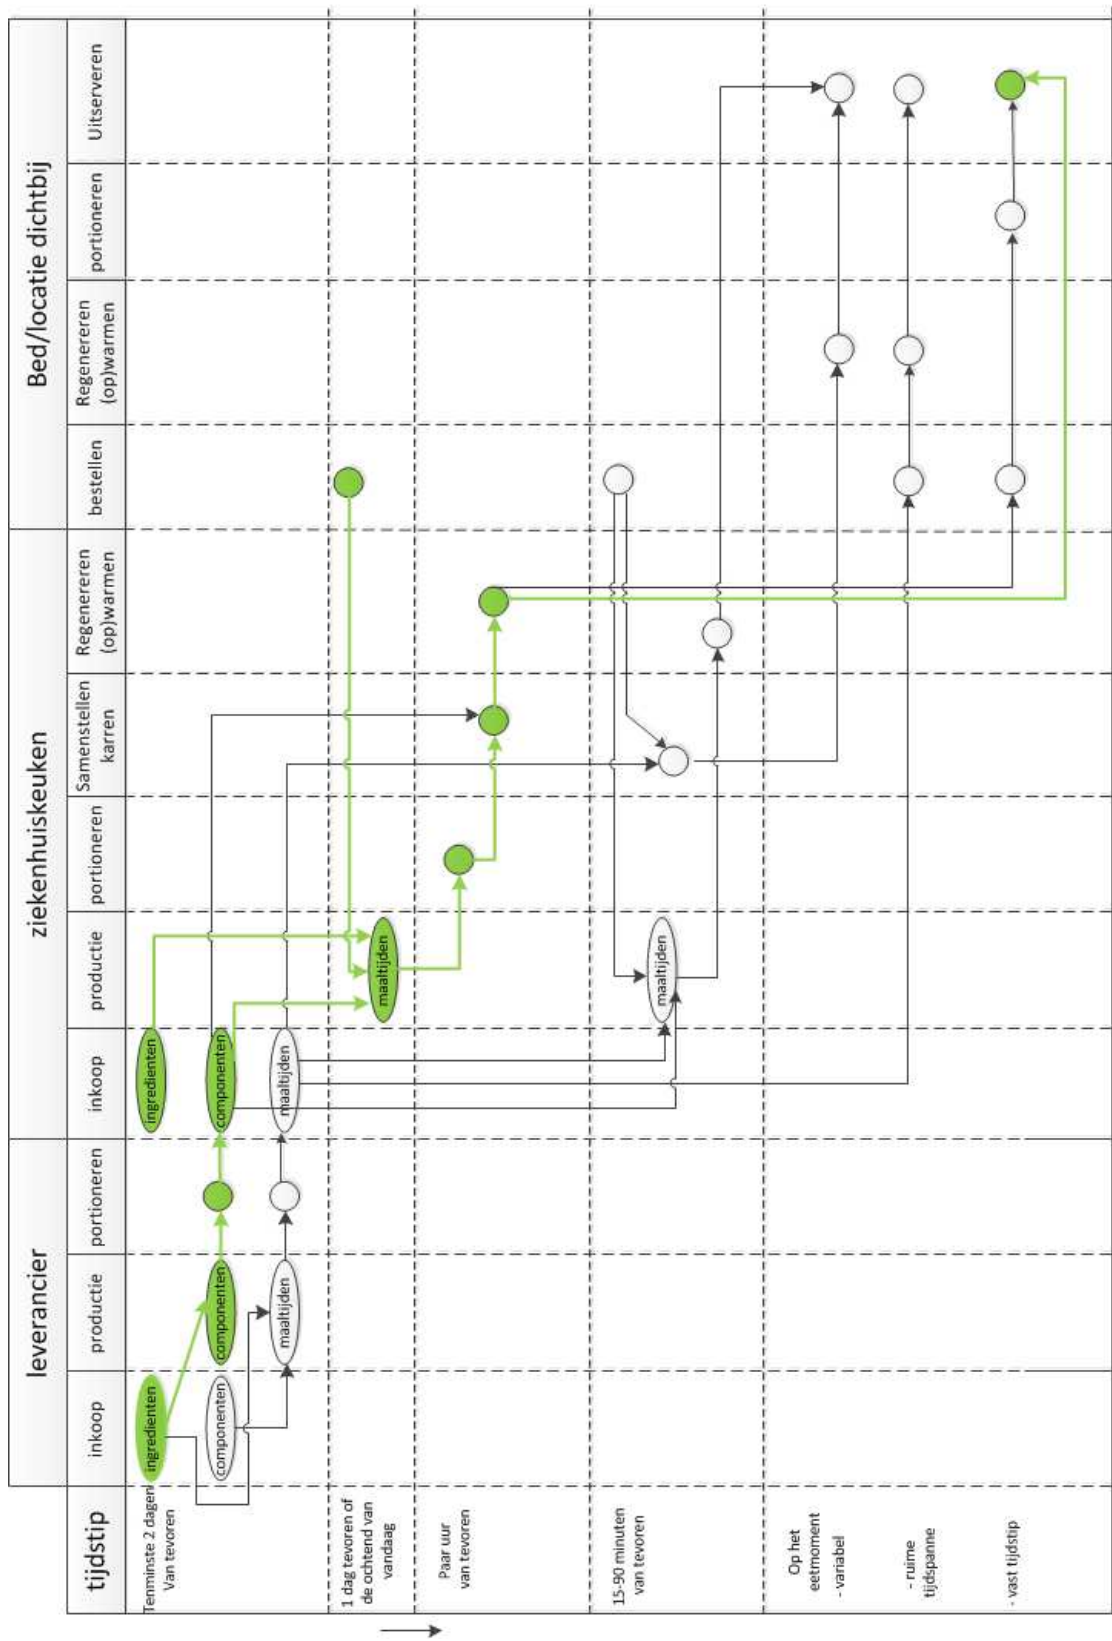 leverancier
ziekenhuiskeuken
Bed/locatie dichtbij
tijdstip
inkoop
productie
portioneren
inkoop
productie
portioneren
Samenstellen
karren
Regenereren
(op)warmen
bestellen
Regenereren
(op)warmen
portioneren
Uitserveren
Tenminste 2 dagen
Van tevoren
ingredienten
ingredienten
componenten
componenten
componenten
maaltijden
maaltijden
1 dag tevoren of
de ochtend van
vandaag
maaltijden
Paar uur
van tevoren
15-90 minuten
van tevoren
maaltijden
Op het
eetmoment
- variabel
- ruime
tijdspanne
- vast tijdstip